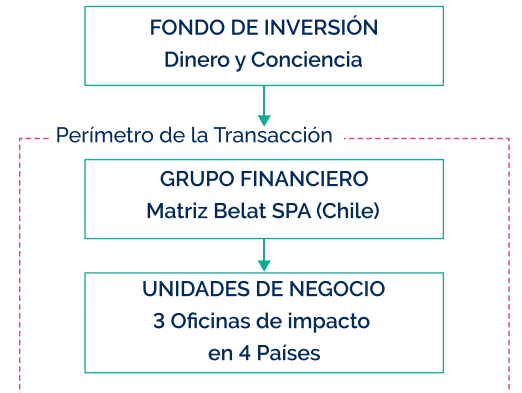 FONDO DE INVERSIÓN
Dinero y Conciencia
Perímetro de la Transacción
GRUPO FINANCIERO
Matriz Belat SPA (Chile)
UNIDADES DE NEGOCIO
3 Oficinas de impacto
en 4 Países